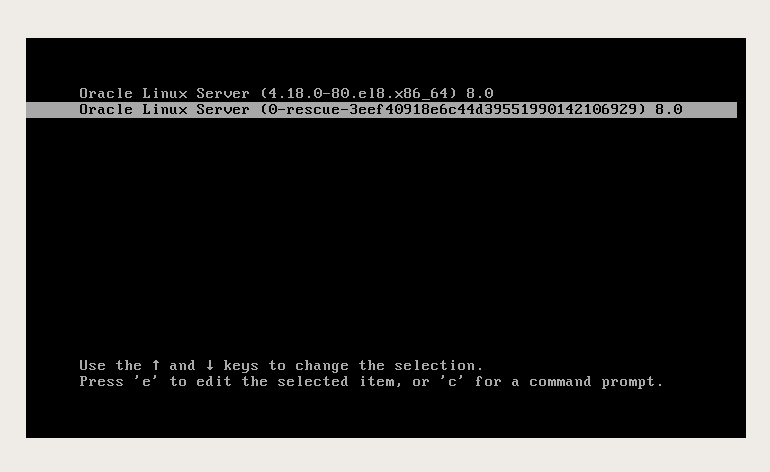 Oracle Linux Server (4.18.0-80.el8.x86_64) 8.0
Oracle Linux Server (0-rescue-3eef40918e6c44d39551990142106929) 8.0
Use the ↑ and ↓ keys to change the selection.
Press 'e' to edit the selected item, or 'c' for a command prompt.